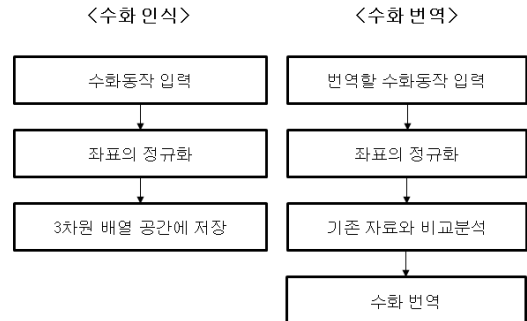 <수화 인식>
수화동작 입력
좌표의 정규화
3차원 배열 공간에 저장
<수화 번역>
번역할 수화동작 입력
좌표의 정규화
기존 자료와 비교분석
수화 번역